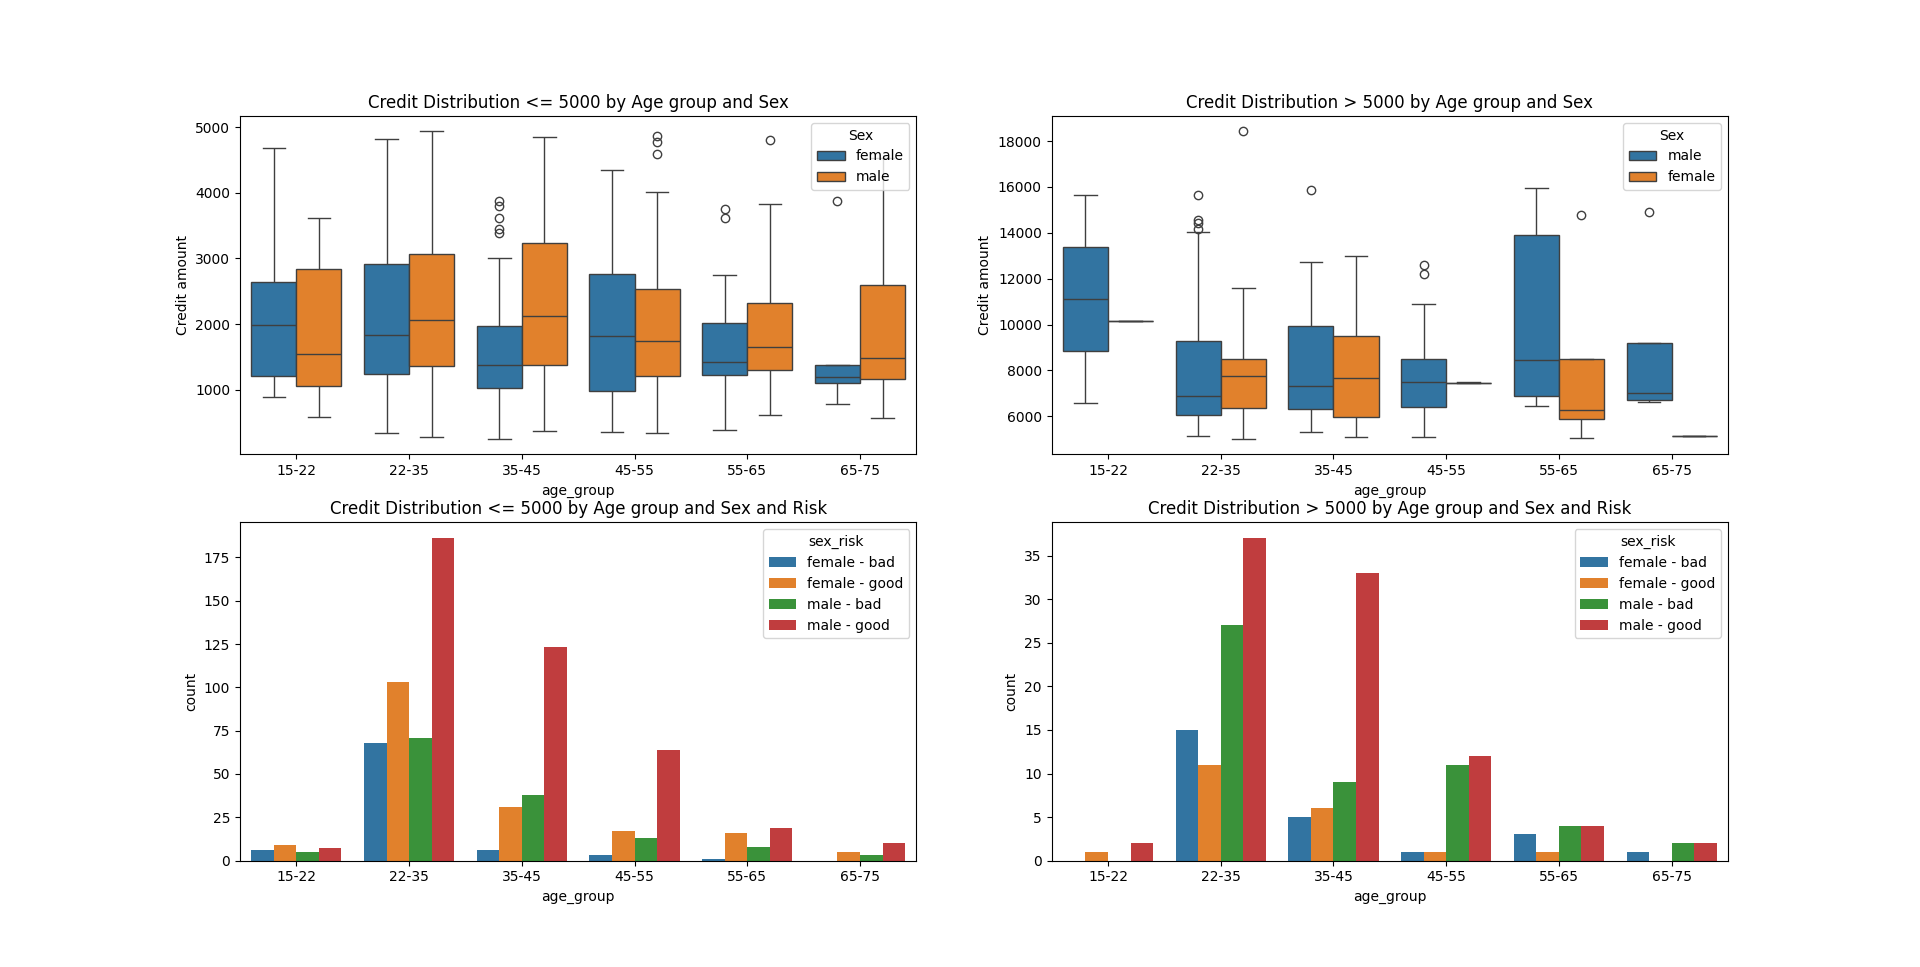 Credit Distribution <= 5000 by Age group and Sex
Credit amount
5000
4000
3000
2000
1000
Sex
female
male
15-22 22-35 35-45 45-55 55-65 65-75
age_group
Credit Distribution > 5000 by Age group and Sex
Credit amount
18000
16000
14000
12000
10000
8000
6000
Sex
male
female
15-22 22-35 35-45 45-55 55-65 65-75
age_group
Credit Distribution <= 5000 by Age group and Sex and Risk
count
175
150
125
100
75
50
25
0
sex_risk
female - bad
female - good
male - bad
male - good
15-22 22-35 35-45 45-55 55-65 65-75
age_group
Credit Distribution > 5000 by Age group and Sex and Risk
count
35
30
25
20
15
10
5
0
sex_risk
female - bad
female - good
male - bad
male - good
15-22 22-35 35-45 45-55 55-65 65-75
age_group